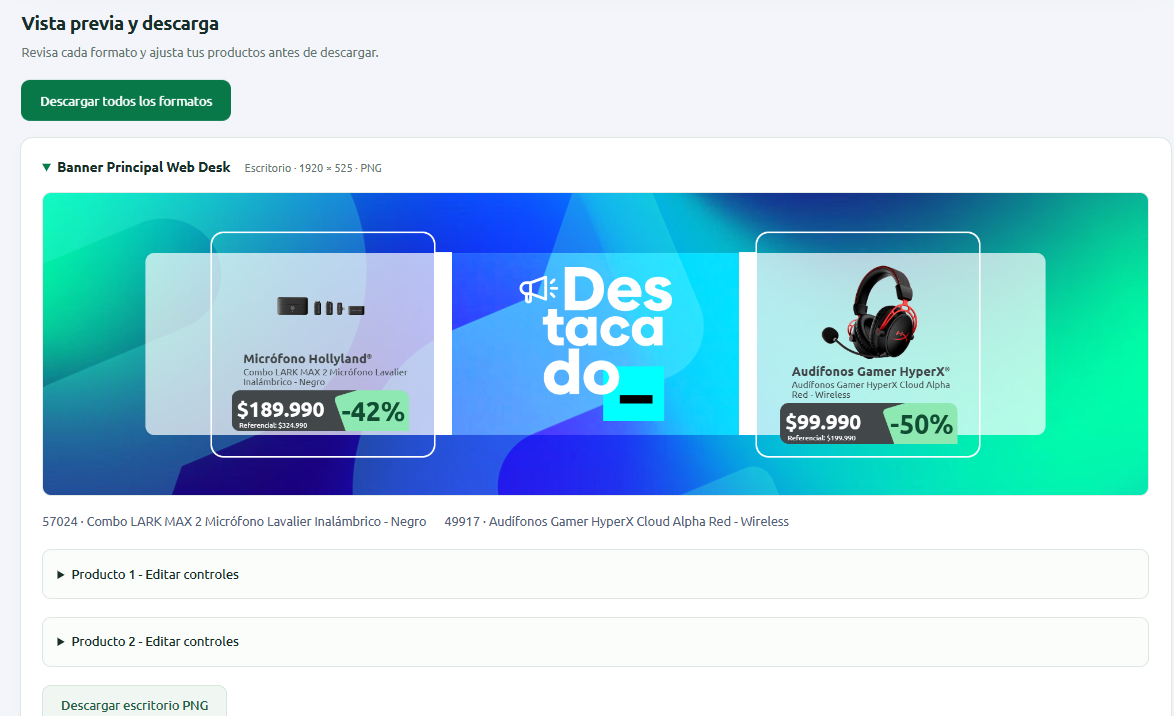 Vista previa y descarga
Revisa cada formato y ajusta tus productos antes de descargar.
Descargar todos los formatos
Banner Principal Web Desk Escritorio · 1920 × 525 · PNG
Des
taca
do
Micrófono Hollyland®
Combo LARK MAX 2 Micrófono Lavalier
Inalámbrico - Negro
$189.990 -42%
Referencial: $324.990
Audífonos Gamer HyperX®
Audífonos Gamer HyperX Cloud Alpha
Red - Wireless
$99.990 -50%
Referencial: $199.990
57024 · Combo LARK MAX 2 Micrófono Lavalier Inalámbrico - Negro 49917 · Audífonos Gamer HyperX Cloud Alpha Red - Wireless
Producto 1 - Editar controles
Producto 2 - Editar controles
Descargar escritorio PNG